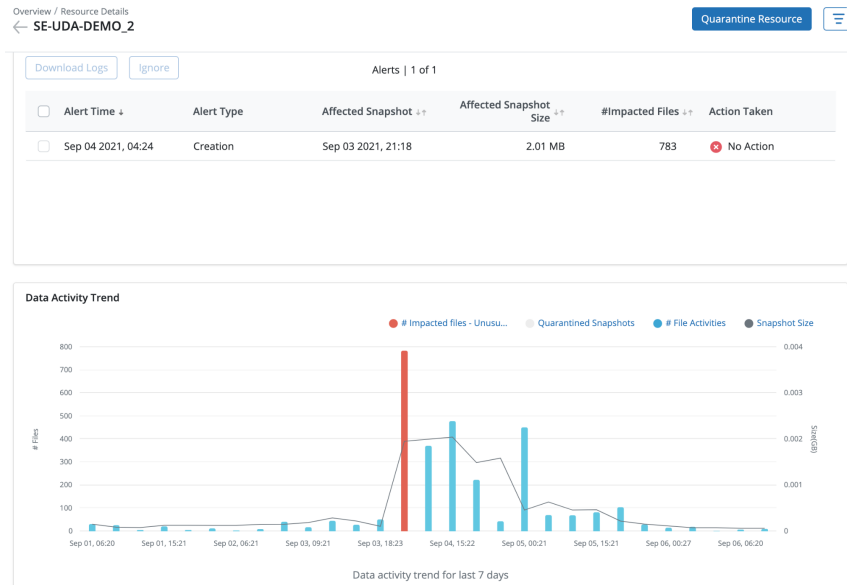 Overview / Resource Details
SE-UDA-DEMO_2
Quarantine Resource
Download Logs
Ignore
Alerts | 1 of 1
Alert Time
Alert Type
Affected Snapshot
Affected Snapshot
Size
#Impacted Files
Action Taken
Sep 04 2021, 04:24
Creation
Sep 03 2021, 21:18
2.01 MB
783
No Action
Data Activity Trend
# Impacted files - Unusu...
Quarantined Snapshots
# File Activities
Snapshot Size
800
700
600
500
400
300
200
100
0
# Files
0.004
0.003
0.002
0.001
0
Size(GB)
Sep 01, 06:20
Sep 01, 15:21
Sep 02, 06:21
Sep 03, 09:21
Sep 03, 18:23
Sep 04, 15:22
Sep 05, 00:21
Sep 05, 15:21
Sep 06, 00:27
Sep 06, 06:20
Data activity trend for last 7 days